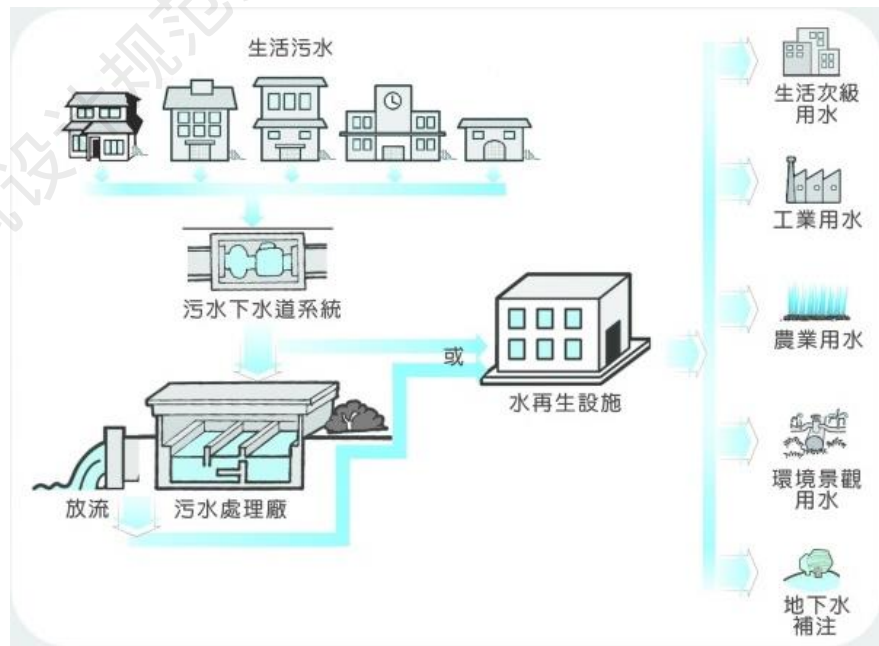 生活污水
污水下水道系統
或
水再生設施
放流
污水處理廠
生活次級
用水
工業用水
農業用水
環境景觀
用水
地下水
補注